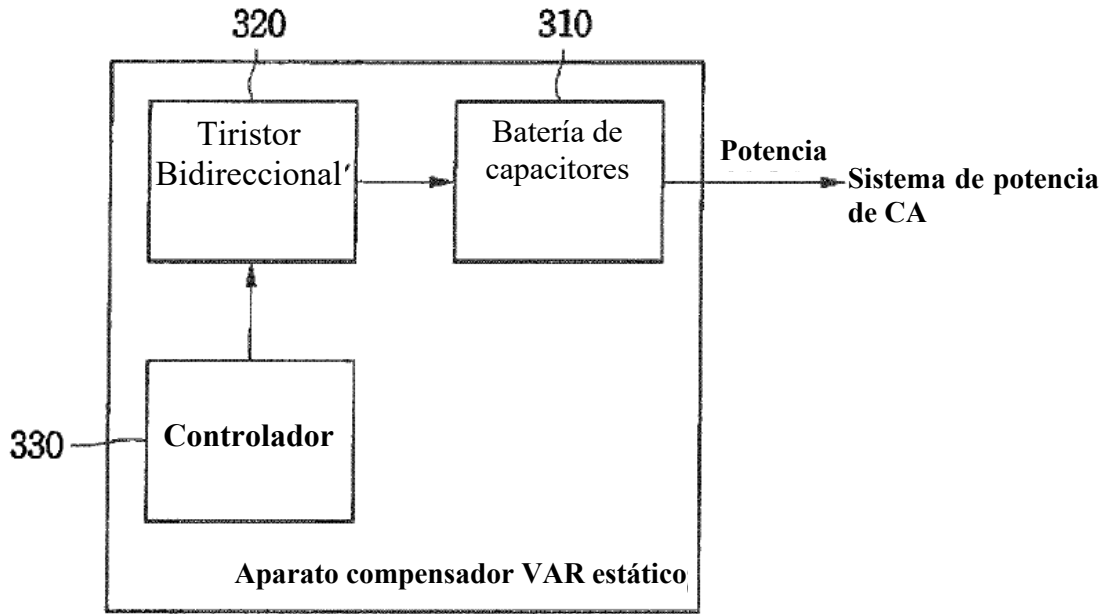 320
310
Tiristor
Bidireccional
Batería de
capacitores
Potencia
Sistema de potencia
de CA
330
Controlador
Aparato compensador VAR estático